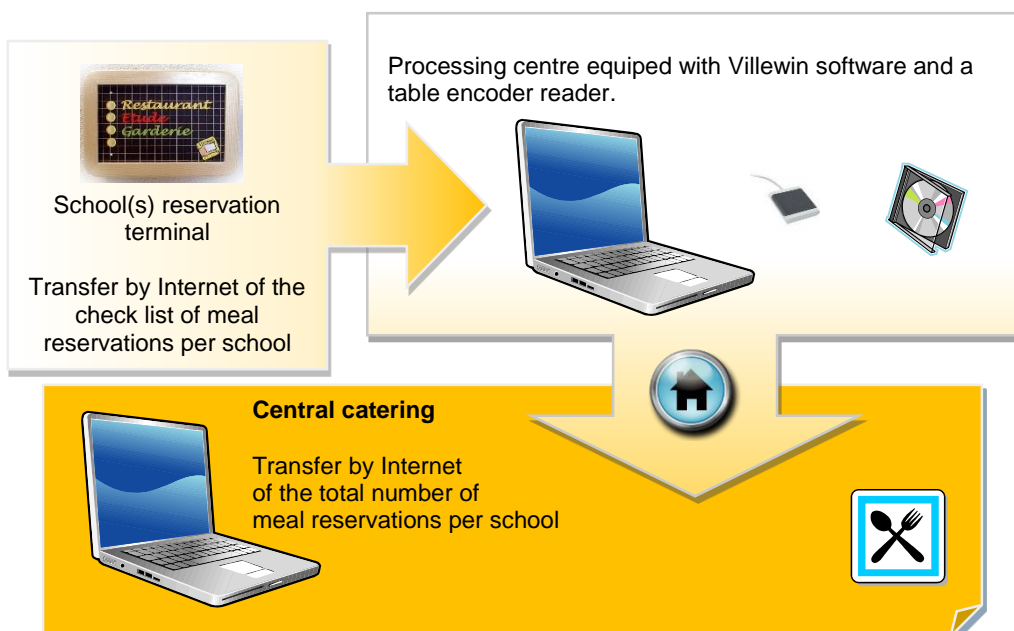 Restaurant
Etude
Garderie
School(s) reservation
terminal
Transfer by Internet of the
check list of meal
reservations per school
Processing centre equiped with Villewin software and a
table encoder reader.
Central catering
Transfer by Internet
of the total number of
meal reservations per school